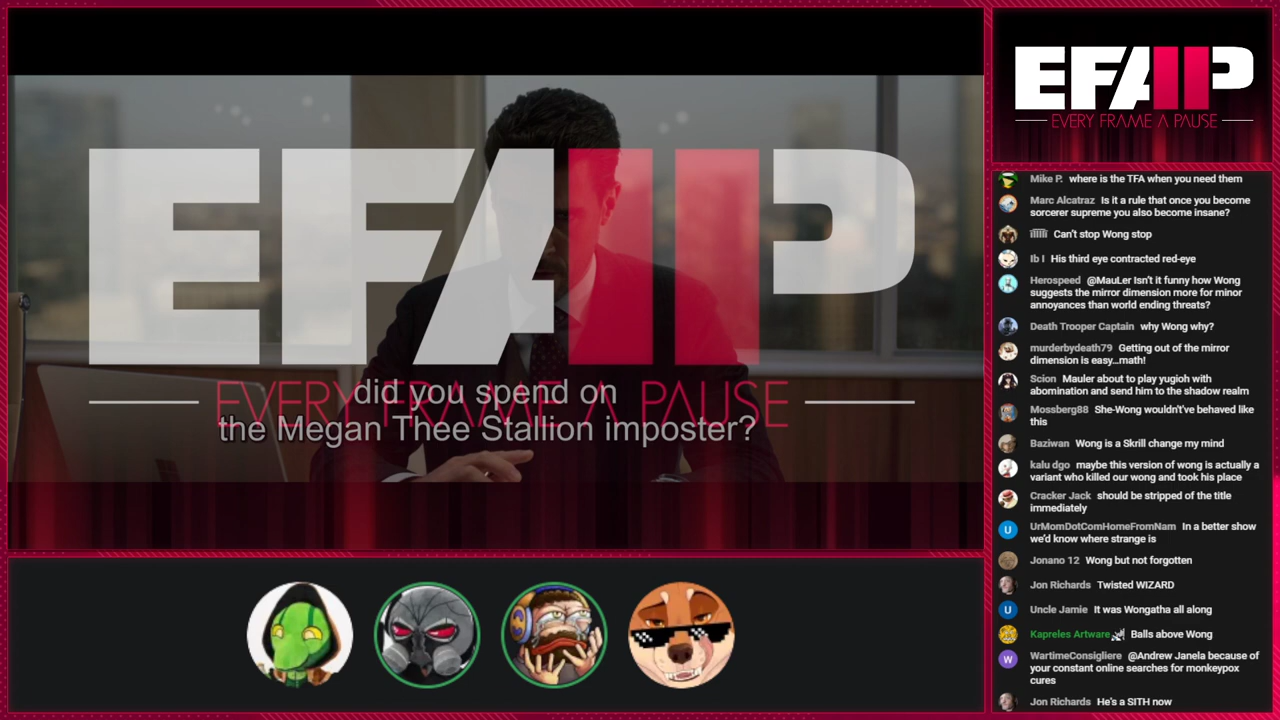 EFAP
EVERY FRAME A PAUSE
did you spend on
the Megan Thee Stallion imposter?
EFAP
EVERY FRAME A PAUSE
Mike P. where is the TFA when you need them
Marc Alcatraz Is it a rule that once you become
sorcerer supreme you also become insane?
Can't stop Wong stop
Ib I His third eye contracted red-eye
Herospeed @MauLer Isn't it funny how Wong
suggests the mirror dimension more for minor
annoyances than world ending threats?
Death Trooper Captain why Wong why?
murderbydeath79 Getting out of the mirror
dimension is easy...math!
Scion Mauler about to play yugioh with
abomination and send him to the shadow realm
Mossberg88 She-Wong wouldn't've behaved like
this
Baziwan Wong is a Skrill change my mind
kalu dgo maybe this version of wong is actually a
variant who killed our wong and took his place
Cracker Jack should be stripped of the title
immediately
U
UrMomDotComHomeFromNam In a better show
we'd know where strange is
Jonano 12 Wong but not forgotten
Jon Richards Twisted WIZARD
U
Uncle Jamie It was Wongatha all along
Kapreles Artware Balls above Wong
W
WartimeConsigliere @Andrew Janela because of
your constant online searches for monkeypox
cures
Jon Richards He's a SITH now